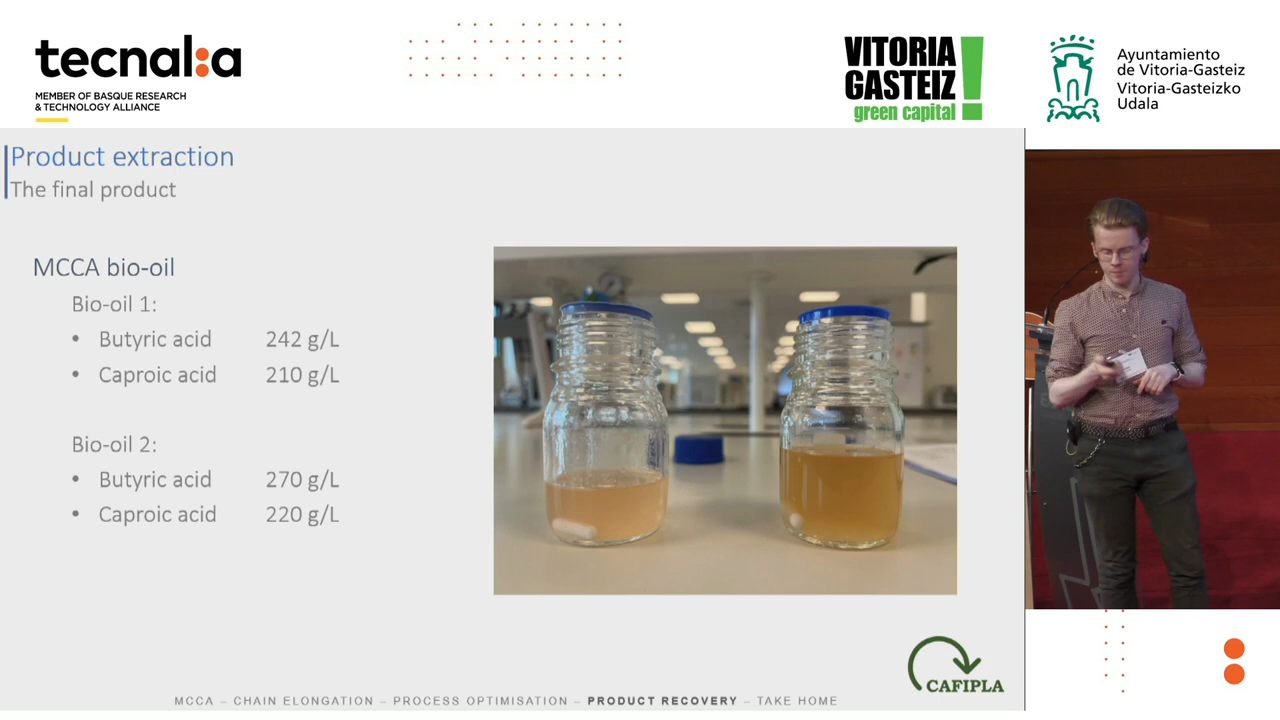 tecnal:a
MEMBER OF BASQUE RESEARCH
& TECHNOLOGY ALLIANCE
VITORIA
GASTEIZ
green capital
Ayuntamiento
de Vitoria-Gasteiz
Vitoria-Gasteizko
Udala
Product extraction
The final product
MCCA bio-oil
Bio-oil 1:
• Butyric acid 242 g/L
• Caproic acid 210 g/L
Bio-oil 2:
• Butyric acid 270 g/L
• Caproic acid 220 g/L
CAFIPLA
MCCA – CHAIN ELONGATION – PROCESS OPTIMISATION – PRODUCT RECOVERY – TAKE HOME